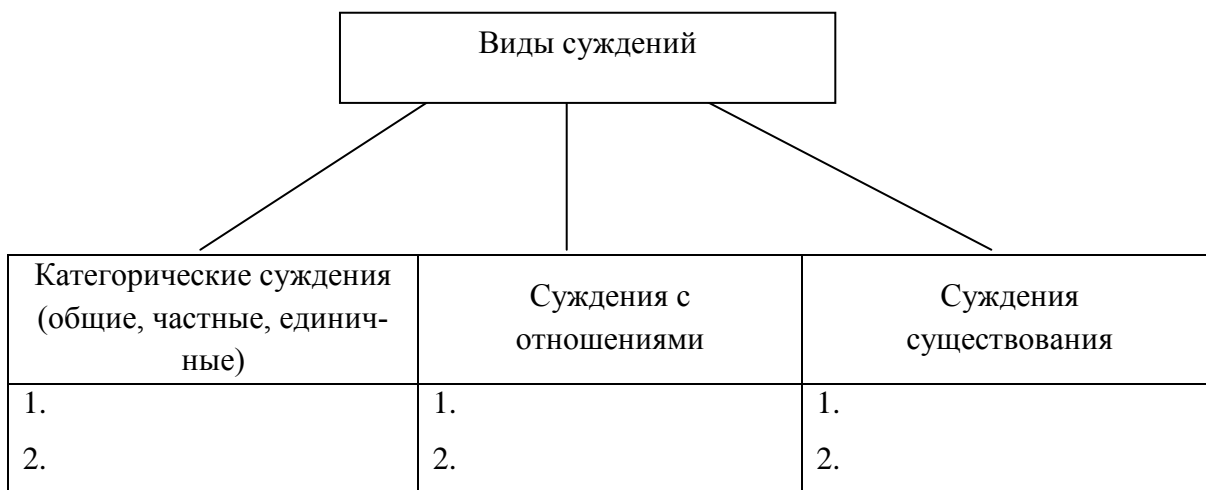 Виды суждений
Категорические суждения
(общие, частные, единич-
ные)
Суждения с
отношениями
Суждения
существования
1.
2.
1.
2.
1.
2.